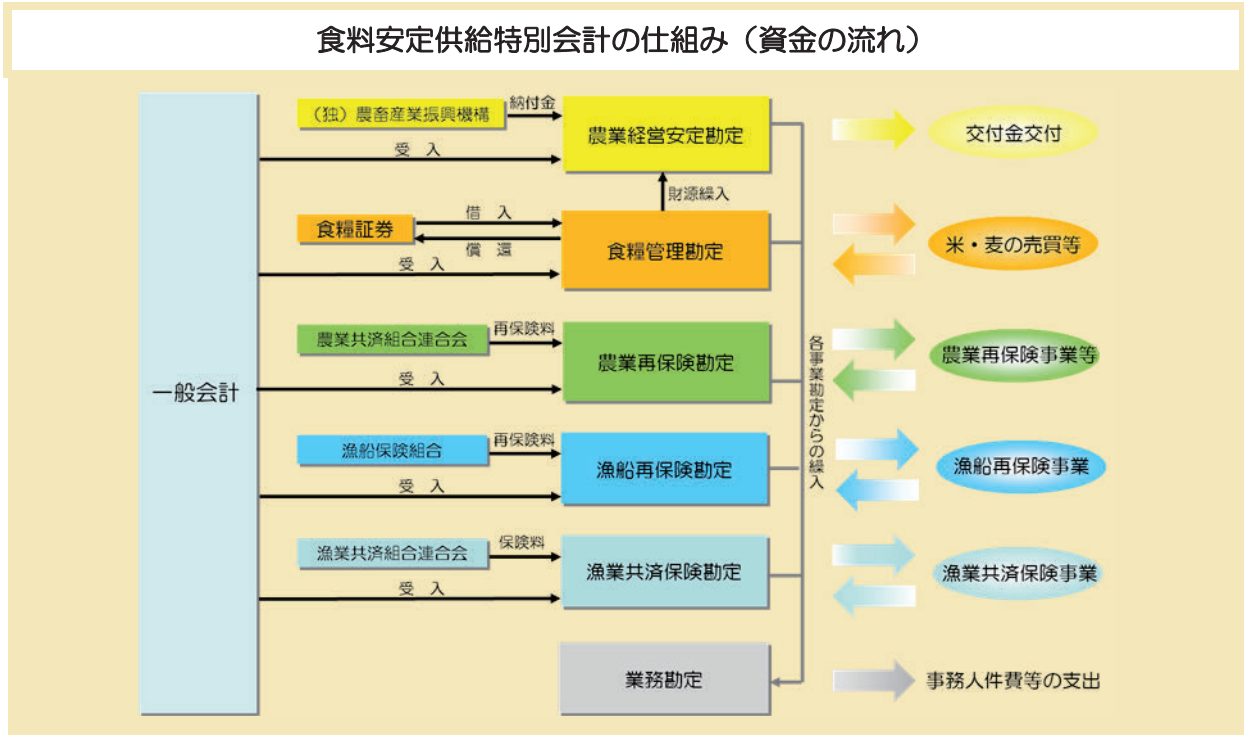 食料安定供給特別会計の仕組み（資金の流れ）
一般会計
（独）農畜産業振興機構
納付金
受　入
農業経営安定勘定
交付金交付
財源繰入
食糧証券
借　入
償　還
受　入
食糧管理勘定
米・麦の売買等
農業共済組合連合会
再保険料
受　入
農業再保険勘定
農業再保険事業等
各事業勘定からの繰入
漁船保険組合
再保険料
受　入
漁船再保険勘定
漁船再保険事業
漁業共済組合連合会
保険料
受　入
漁業共済保険勘定
漁業共済保険事業
業務勘定
事務人件費等の支出